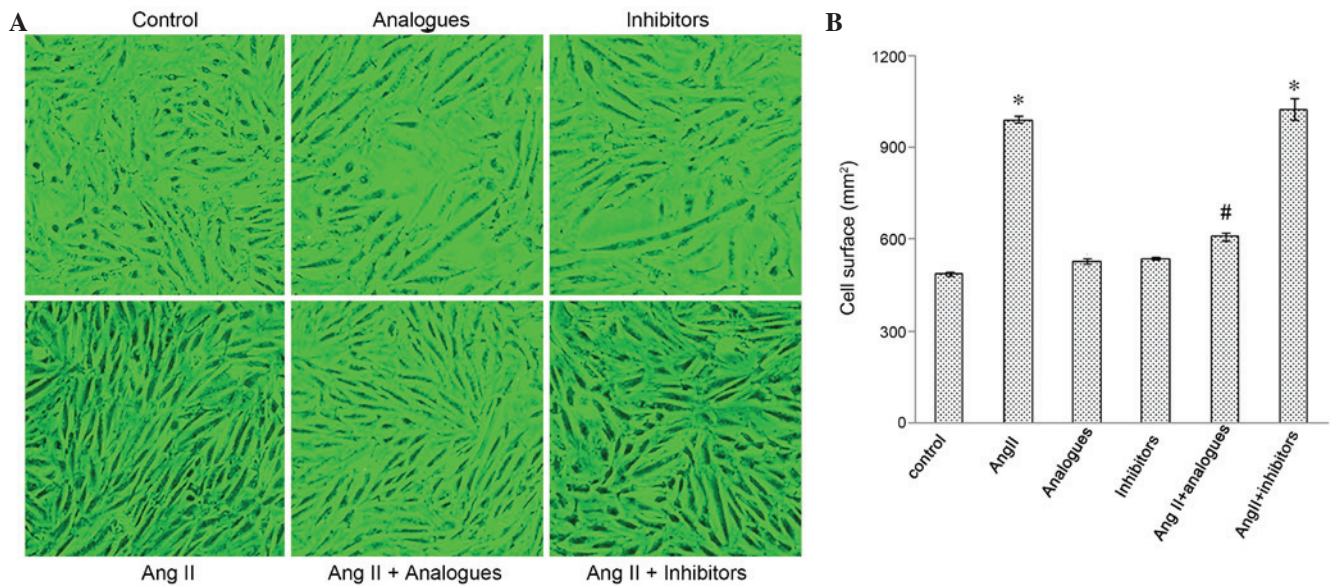 A
Control
Analogues
Inhibitors
Ang II
Ang II + Analogues
Ang II + Inhibitors
B
Cell surface (mm²)
1200
900
600
300
0
*
#
*
control
AngII
Analogues
Inhibitors
Ang II+analogues
AngII+inhibitors